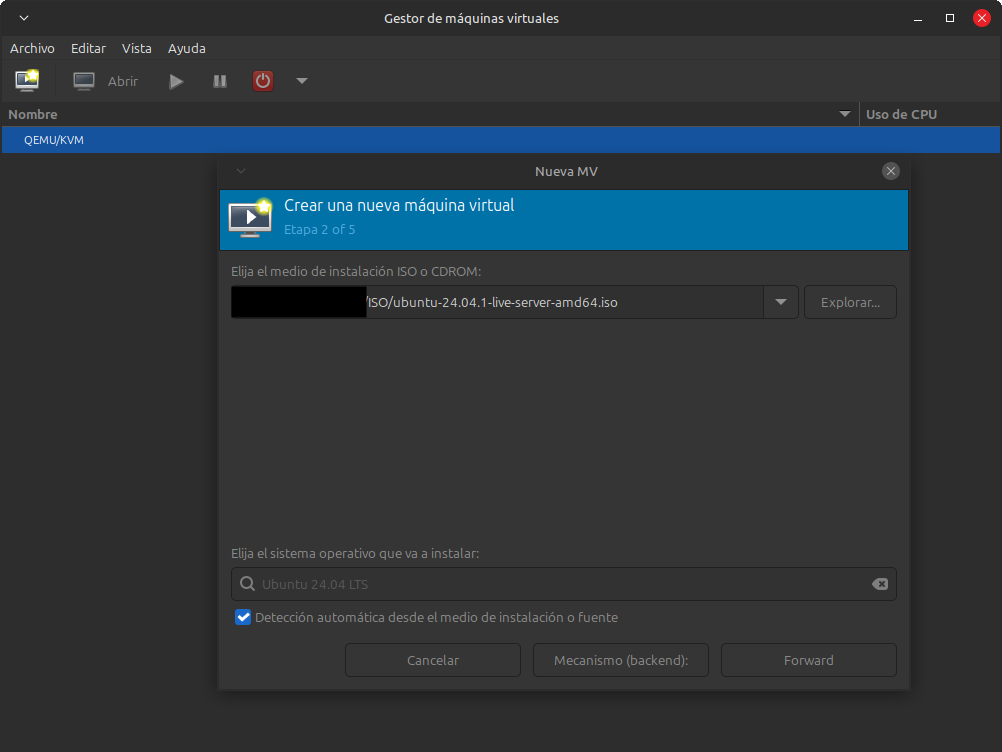 Gestor de máquinas virtuales
Archivo Editar Vista Ayuda
Abrir
Nombre Uso de CPU
QEMU/KVM
Nueva MV
Crear una nueva máquina virtual
Etapa 2 of 5
Elija el medio de instalación ISO o CDROM:
/ISO/ubuntu-24.04.1-live-server-amd64.iso Explorar...
Elija el sistema operativo que va a instalar:
Ubuntu 24.04 LTS
Detección automática desde el medio de instalación o fuente
Cancelar Mecanismo (backend): Forward